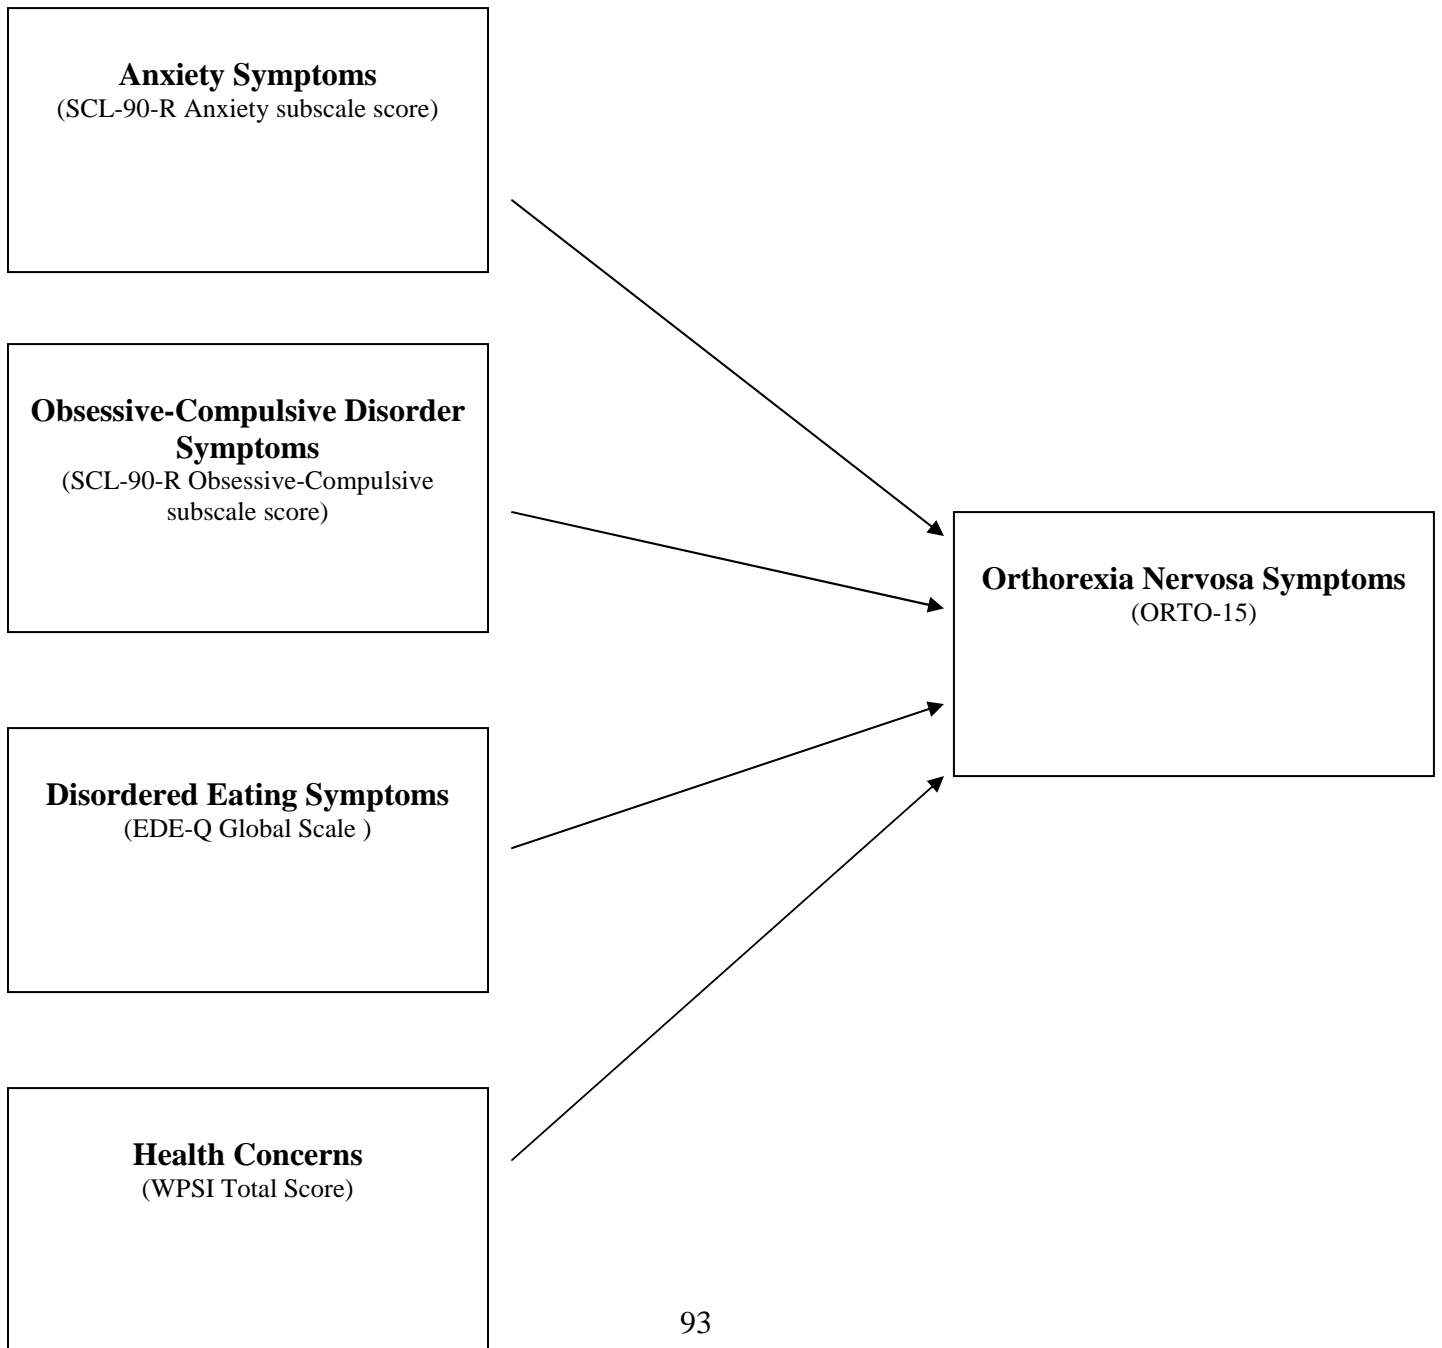 Anxiety Symptoms
(SCL-90-R Anxiety subscale score)
Obsessive-Compulsive Disorder
Symptoms
(SCL-90-R Obsessive-Compulsive
subscale score)
Orthorexia Nervosa Symptoms
(ORTO-15)
Disordered Eating Symptoms
(EDE-Q Global Scale )
Health Concerns
(WPSI Total Score)
93